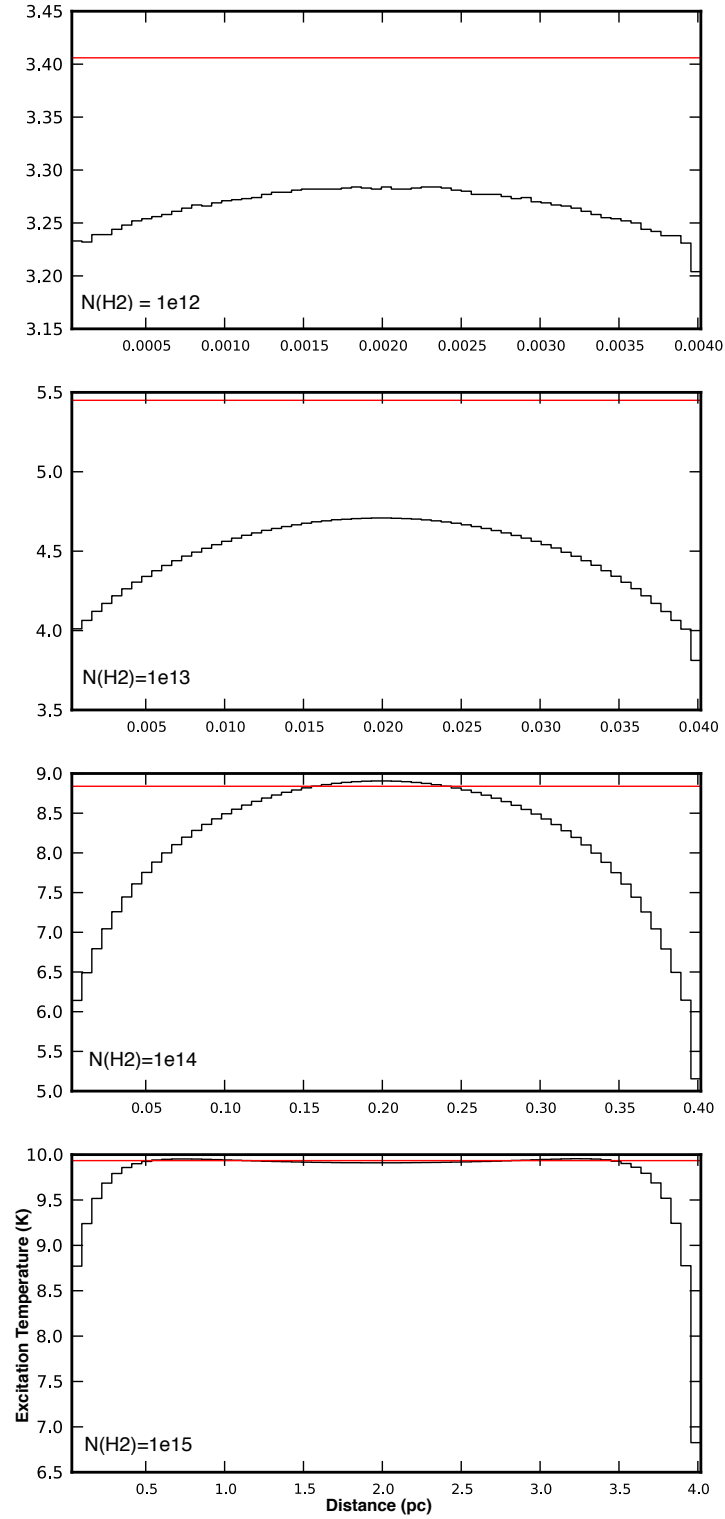 3.45
3.40
3.35
3.30
3.25
3.20
3.15
N(H2) = 1e12
0.0005 0.0010 0.0015 0.0020 0.0025 0.0030 0.0035 0.0040
5.5
5.0
4.5
4.0
3.5
N(H2)=1e13
0.005 0.010 0.015 0.020 0.025 0.030 0.035 0.040
9.0
8.5
8.0
7.5
7.0
6.5
6.0
5.5
5.0
N(H2)=1e14
0.05 0.10 0.15 0.20 0.25 0.30 0.35 0.40
Excitation Temperature (K)
10.0
9.5
9.0
8.5
8.0
7.5
7.0
6.5
N(H2)=1e15
0.5 1.0 1.5 2.0 2.5 3.0 3.5 4.0
Distance (pc)